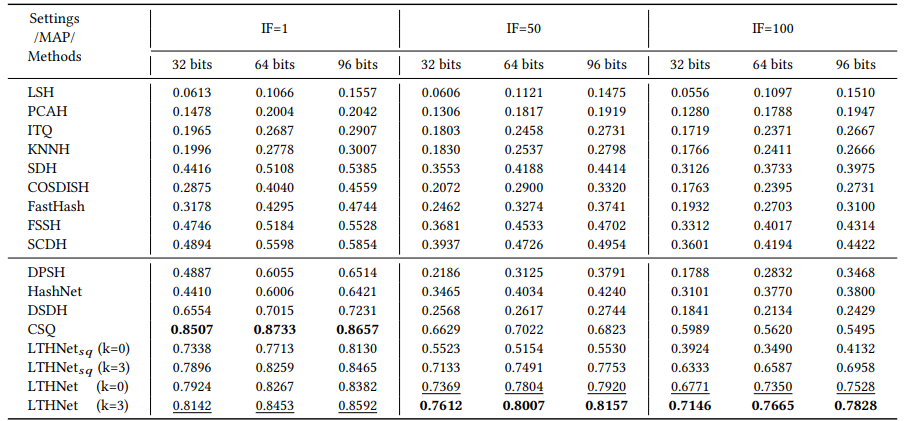 Settings
/MAP/
Methods
IF=1 IF=50 IF=100
32 bits 64 bits 96 bits 32 bits 64 bits 96 bits 32 bits 64 bits 96 bits
LSH 0.0613 0.1066 0.1557 0.0606 0.1121 0.1475 0.0556 0.1097 0.1510
PCAH 0.1478 0.2004 0.2042 0.1306 0.1817 0.1919 0.1280 0.1788 0.1947
ITQ 0.1965 0.2687 0.2907 0.1803 0.2458 0.2731 0.1719 0.2371 0.2667
KNNH 0.1996 0.2778 0.3007 0.1830 0.2537 0.2798 0.1766 0.2411 0.2666
SDH 0.4416 0.5108 0.5385 0.3553 0.4188 0.4414 0.3126 0.3733 0.3975
COSDISH 0.2875 0.4040 0.4559 0.2072 0.2900 0.3320 0.1763 0.2395 0.2731
FastHash 0.3178 0.4295 0.4744 0.2462 0.3274 0.3741 0.1932 0.2703 0.3100
FSSH 0.4746 0.5184 0.5528 0.3681 0.4533 0.4702 0.3312 0.4017 0.4314
SCDH 0.4894 0.5598 0.5854 0.3937 0.4726 0.4954 0.3601 0.4194 0.4422
DPSH 0.4887 0.6055 0.6514 0.2186 0.3125 0.3791 0.1788 0.2832 0.3468
HashNet 0.4410 0.6006 0.6421 0.3465 0.4034 0.4240 0.3101 0.3770 0.3800
DSDH 0.6554 0.7015 0.7231 0.2568 0.2617 0.2744 0.1841 0.2134 0.2429
CSQ 0.8507 0.8733 0.8657 0.6629 0.7022 0.6823 0.5989 0.5620 0.5495
LTHNetsq (k=0) 0.7338 0.7713 0.8130 0.5523 0.5154 0.5530 0.3924 0.3490 0.4132
LTHNetsq (k=3) 0.7896 0.8259 0.8465 0.7133 0.7491 0.7753 0.6333 0.6587 0.6958
LTHNet (k=0) 0.7924 0.8267 0.8382 0.7369 0.7804 0.7920 0.6771 0.7350 0.7528
LTHNet (k=3) 0.8142 0.8453 0.8592 0.7612 0.8007 0.8157 0.7146 0.7665 0.7828